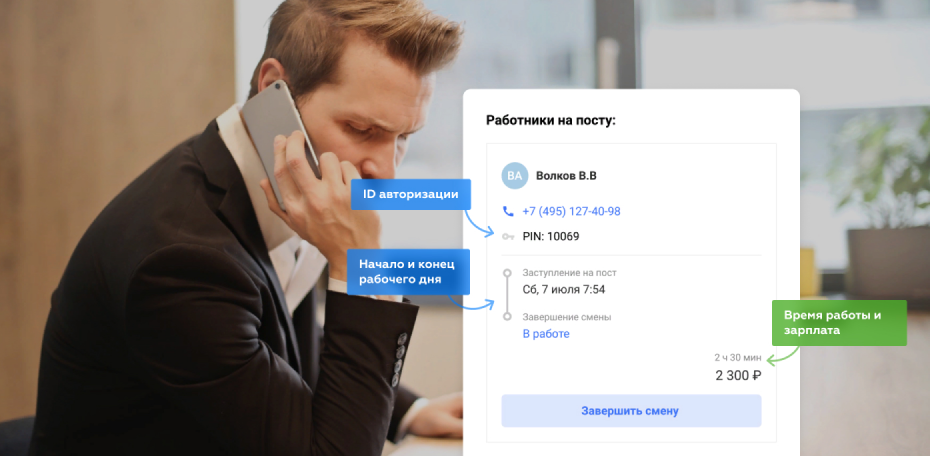 Работники на посту:
ВА
Волков В.В
ID авторизации
+7 (495) 127-40-98
PIN: 10069
Начало и конец
рабочего дня
Заступление на пост
Сб, 7 июля 7:54
Завершение смены
В работе
Время работы и
зарплата
2 ч 30 мин
2 300 ₽
Завершить смену